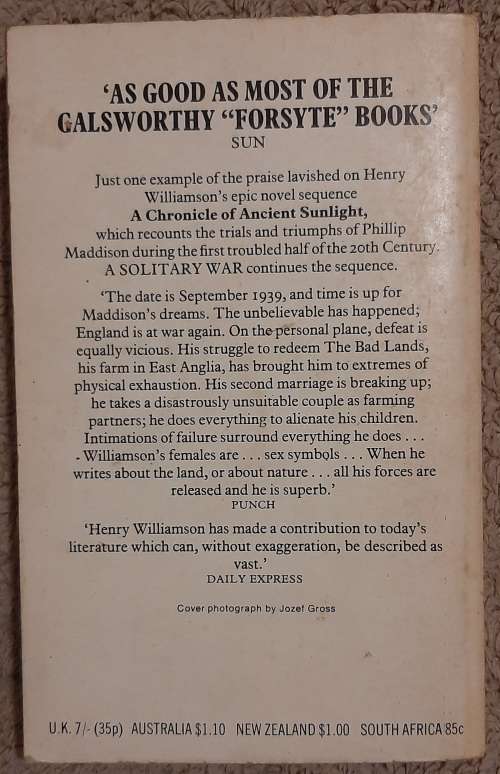 ‘AS GOOD AS MOST OF THE
GALSWORTHY “FORSYTE” BOOKS’
SUN
Just one example of the praise lavished on Henry
Williamson’s epic novel sequence
A Chronicle of Ancient Sunlight,
which recounts the trials and triumphs of Phillip
Maddison during the first troubled half of the 20th Century.
A SOLITARY WAR continues the sequence.
‘The date is September 1939, and time is up for
Maddison’s dreams. The unbelievable has happened;
England is at war again. On the personal plane, defeat is
equally vicious. His struggle to redeem The Bad Lands,
his farm in East Anglia, has brought him to extremes of
physical exhaustion. His second marriage is breaking up;
he takes a disastrously unsuitable couple as farming
partners; he does everything to alienate his children.
Intimations of failure surround everything he does . . .
Williamson’s females are . . . sex symbols . . . When he
writes about the land, or about nature . . . all his forces are
released and he is superb.’
PUNCH
‘Henry Williamson has made a contribution to today’s
literature which can, without exaggeration, be described as
vast.’
DAILY EXPRESS
Cover photograph by Jozef Gross
U.K. 7/- (35p) AUSTRALIA $1.10 NEW ZEALAND $1.00 SOUTH AFRICA 85c